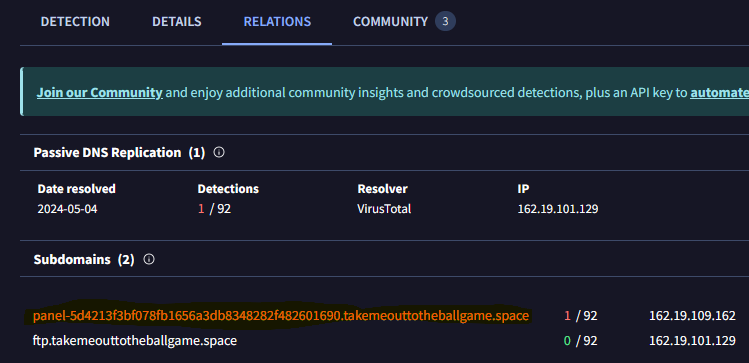 DETECTION DETAILS RELATIONS COMMUNITY 3
Join our Community and enjoy additional community insights and crowdsourced detections, plus an API key to automate
Passive DNS Replication (1)
Date resolved Detections Resolver IP
2024-05-04 1 / 92 VirusTotal 162.19.101.129
Subdomains (2)
panel-5d4213f3bf078fb1656a3db8348282f482601690.takemeouttotheballgame.space 1 / 92 162.19.109.162
ftp.takemeouttotheballgame.space 0 / 92 162.19.101.129